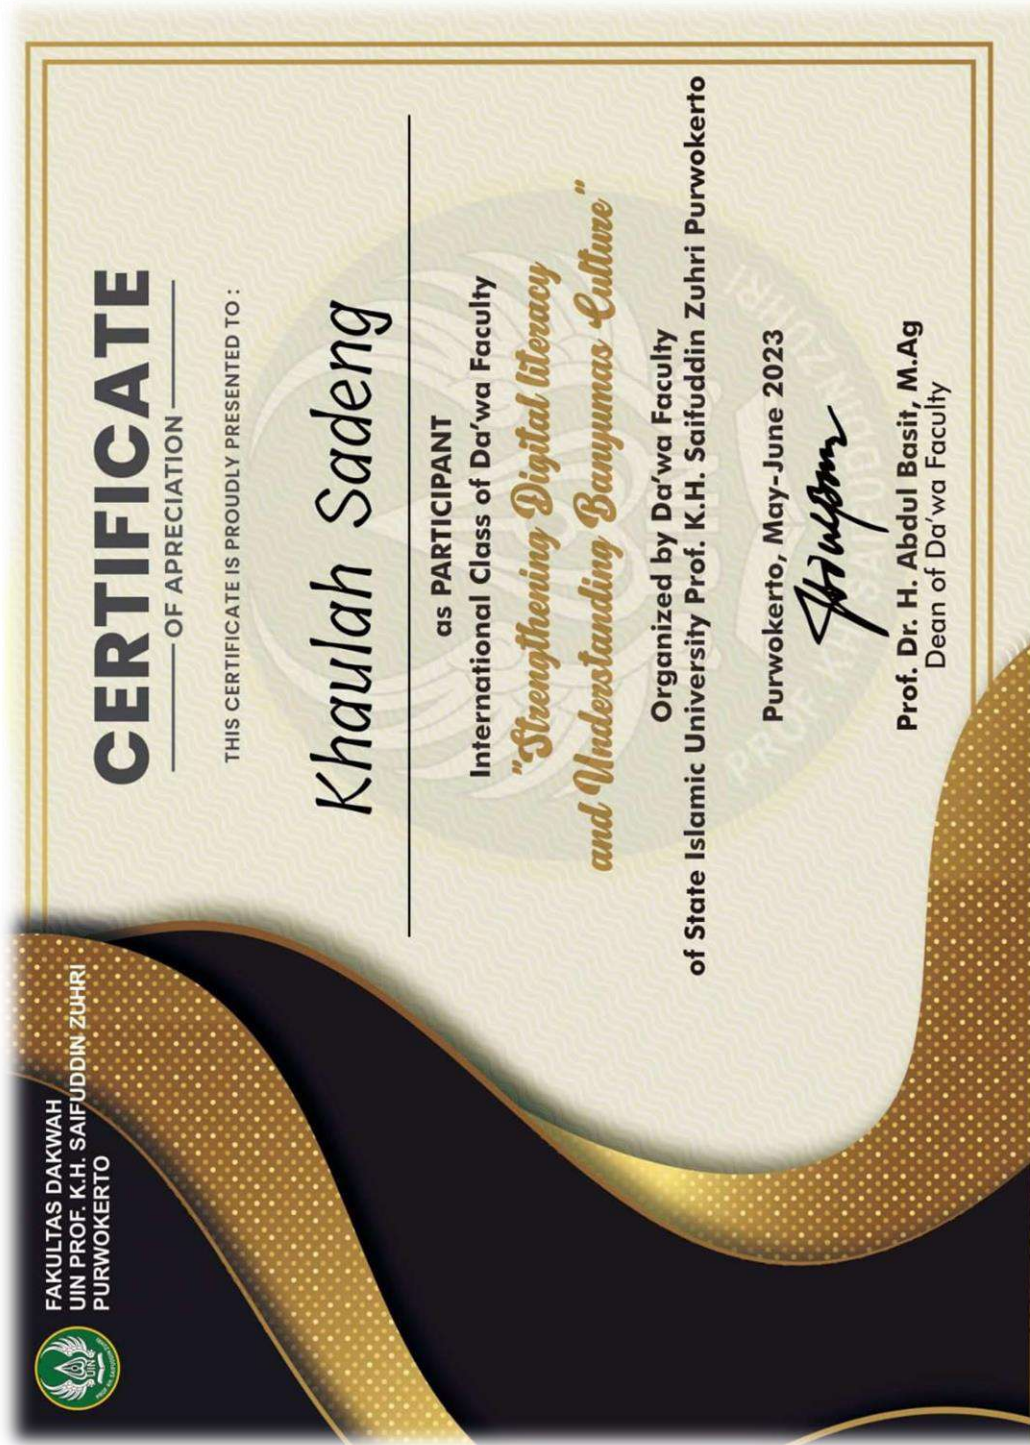 FAKULTAS DAKWAH
UIN PROF. K.H. SAIFUDDIN ZUHRI
PURWOKERTO
CERTIFICATE
OF APRECIATION
THIS CERTIFICATE IS PROUDLY PRESENTED TO :
Khaulah Sadeng
as PARTICIPANT
International Class of Da'wa Faculty
"Strengthening Digital literacy
and Understanding Banyumas Culture"
Organized by Da'wa Faculty
of State Islamic University Prof. K.H. Saifuddin Zuhri Purwokerto
Purwokerto, May-June 2023
Prof. Dr. H. Abdul Basit, M.Ag
Dean of Da'wa Faculty